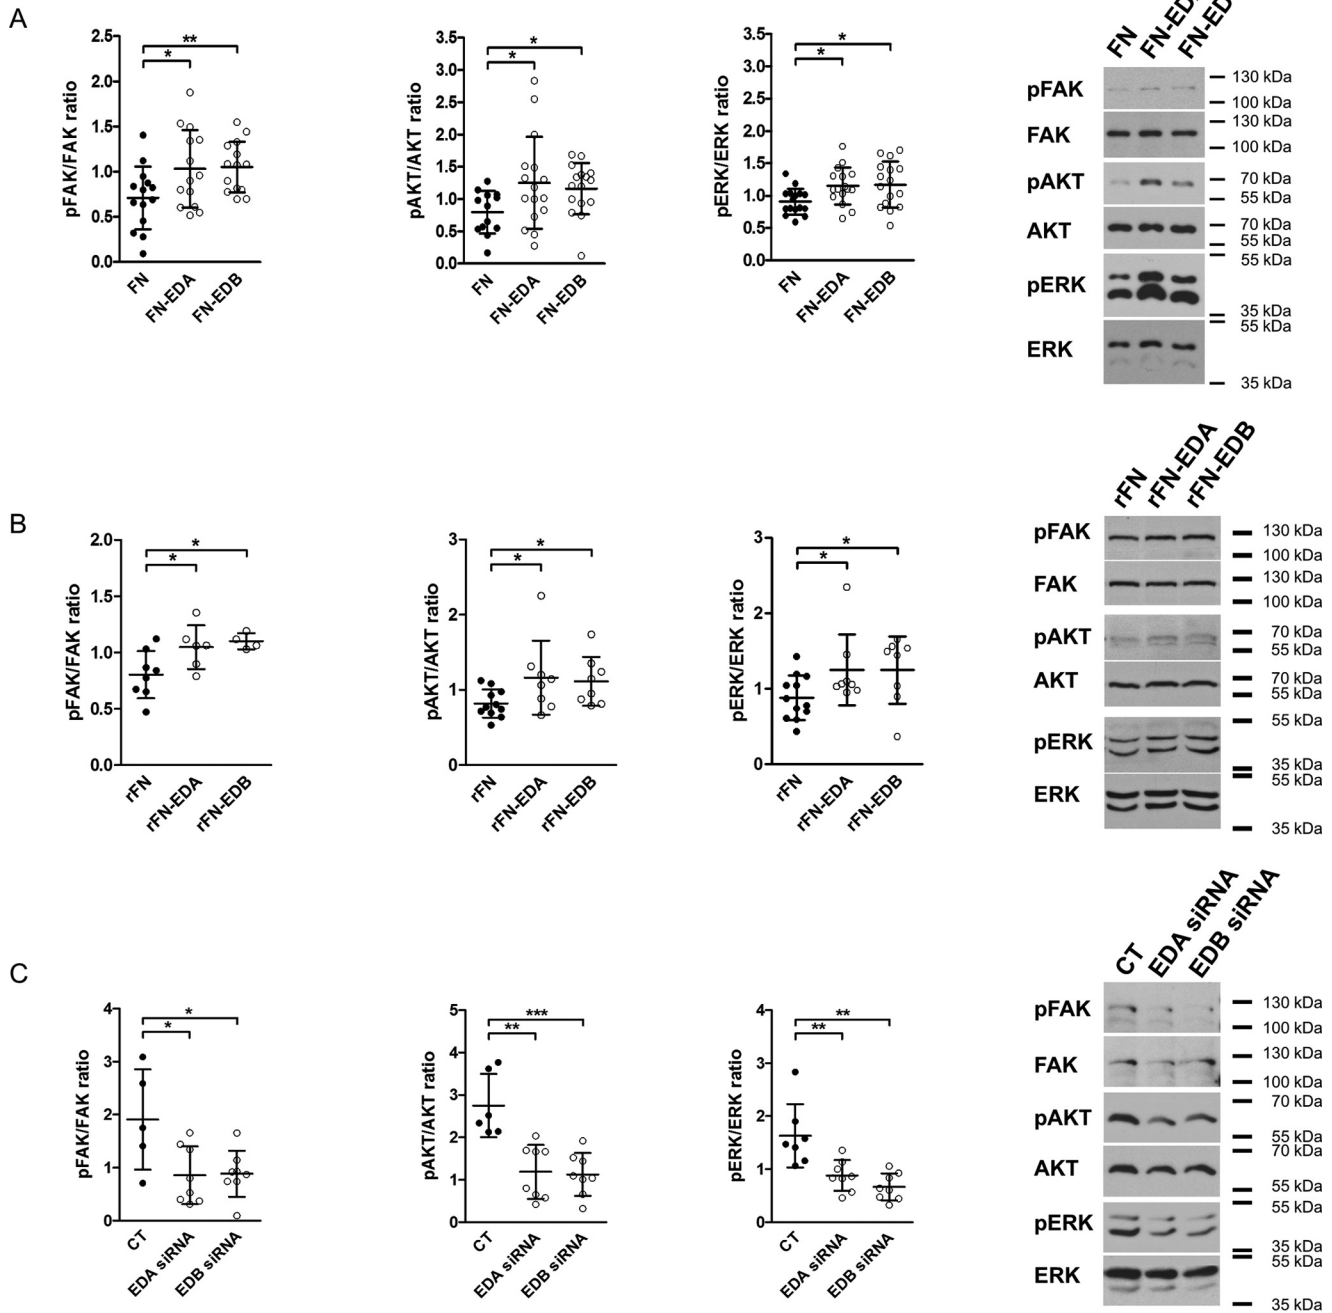 A
pFAK/FAK ratio
2.5
2.0
1.5
1.0
0.5
0.0
*
**
FN
FN-EDA
FN-EDB
pAKT/AKT ratio
3.5
3.0
2.5
2.0
1.5
1.0
0.5
0.0
*
*
FN
FN-EDA
FN-EDB
pERK/ERK ratio
3.5
3.0
2.5
2.0
1.5
1.0
0.5
0.0
*
*
FN
FN-EDA
FN-EDB
FN
pFAK
130 kDa
100 kDa
FAK
130 kDa
100 kDa
pAKT
70 kDa
55 kDa
AKT
70 kDa
55 kDa
pERK
55 kDa
35 kDa
ERK
55 kDa
35 kDa
B
pFAK/FAK ratio
2.0
1.5
1.0
0.5
0.0
*
*
rFN
rFN-EDA
rFN-EDB
pAKT/AKT ratio
3
2
1
0
*
*
rFN
rFN-EDA
rFN-EDB
pERK/ERK ratio
3
2
1
0
*
*
rFN
rFN-EDA
rFN-EDB
rFN
rFN-EDA
rFN-EDB
pFAK
130 kDa
100 kDa
FAK
130 kDa
100 kDa
pAKT
70 kDa
55 kDa
AKT
70 kDa
55 kDa
pERK
55 kDa
35 kDa
ERK
55 kDa
35 kDa
C
pFAK/FAK ratio
4
3
2
1
0
*
*
CT
EDA siRNA
EDB siRNA
pAKT/AKT ratio
5
4
3
2
1
0
***
**
CT
EDA siRNA
EDB siRNA
pERK/ERK ratio
4
3
2
1
0
**
**
CT
EDA siRNA
EDB siRNA
CT
EDA siRNA
EDB siRNA
pFAK
130 kDa
100 kDa
FAK
130 kDa
100 kDa
pAKT
70 kDa
55 kDa
AKT
70 kDa
55 kDa
pERK
55 kDa
35 kDa
ERK
55 kDa
35 kDa